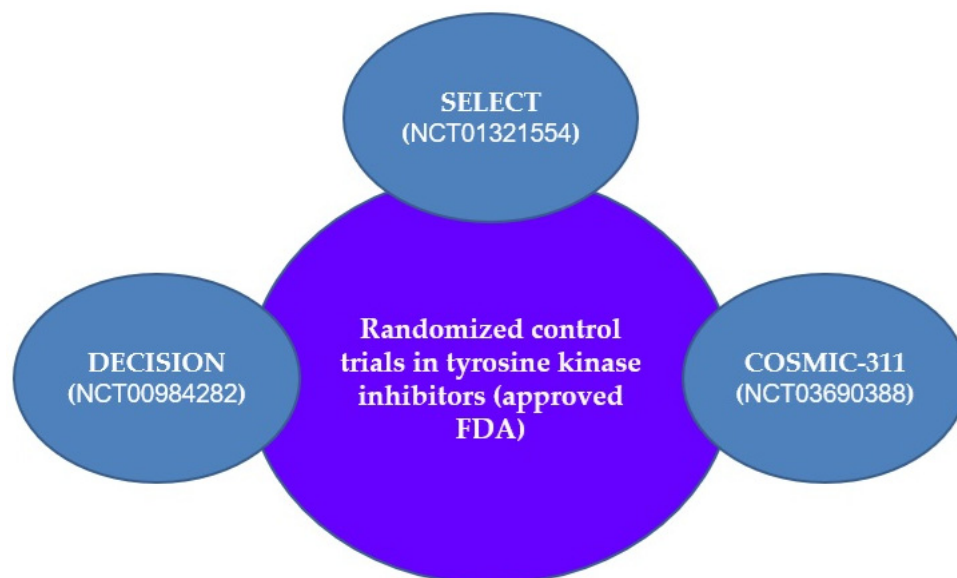 SELECT
(NCT01321554)
DECISION
(NCT00984282)
Randomized control
trials in tyrosine kinase
inhibitors (approved
FDA)
COSMIC-311
(NCT03690388)